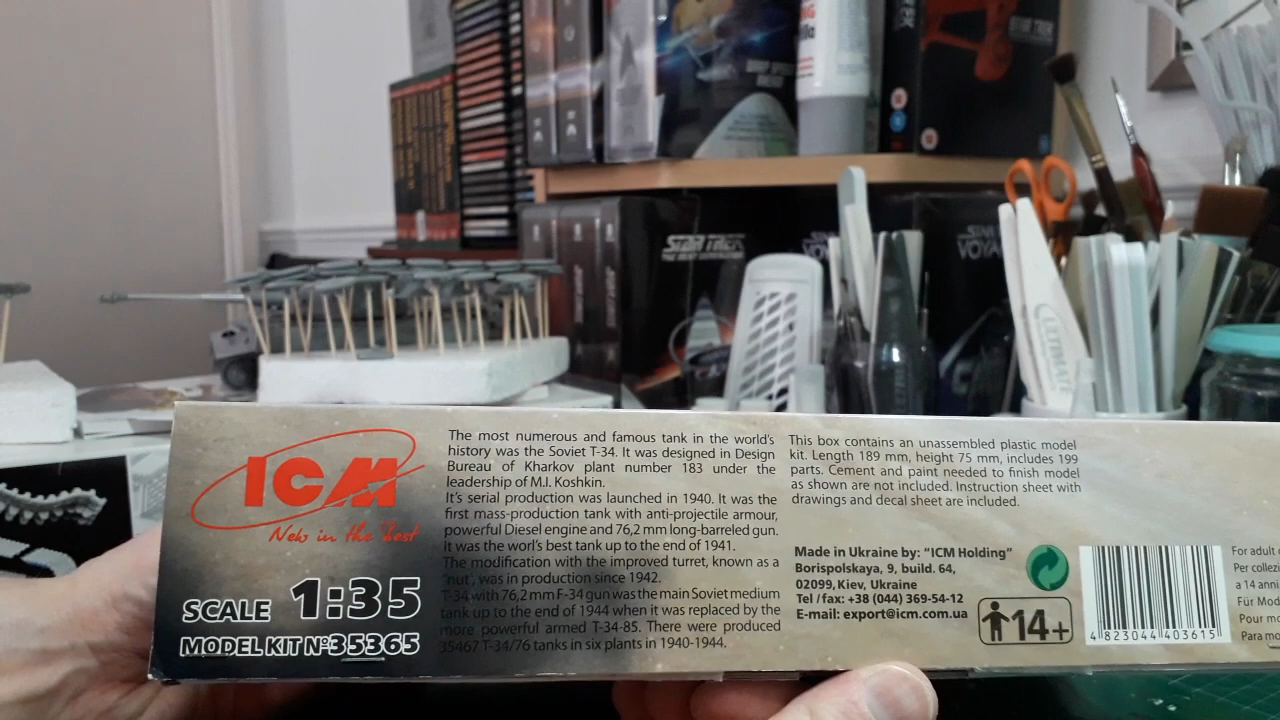 STAR TREK
THE NEXT GENERATION
STAR
VOYA
ULTIMATE
ICM
New in the Best
SCALE 1:35
MODEL KIT Nº35365
The most numerous and famous tank in the world's
history was the Soviet T-34. It was designed in Design
Bureau of Kharkov plant number 183 under the
leadership of M.I. Koshkin.
It's serial production was launched in 1940. It was the
first mass-production tank with anti-projectile armour,
powerful Diesel engine and 76,2 mm long-barreled gun.
It was the worl's best tank up to the end of 1941.
The modification with the improved turret, known as a
"nut", was in production since 1942.
T-34 with 76,2 mm F-34 gun was the main Soviet medium
tank up to the end of 1944 when it was replaced by the
more powerful armed T-34-85. There were produced
35467 T-34/76 tanks in six plants in 1940-1944.
This box contains an unassembled plastic model
kit. Length 189 mm, height 75 mm, includes 199
parts. Cement and paint needed to finish model
as shown are not included. Instruction sheet with
drawings and decal sheet are included.
Made in Ukraine by: "ICM Holding"
Borispolskaya, 9, build. 64,
02099, Kiev, Ukraine
Tel /fax: +38 (044) 369-54-12
E-mail: export@icm.com.ua
14+
4 823044 403615
For adult
Per collezi
a 14 anni
Für Mod
Pour mo
Para mo